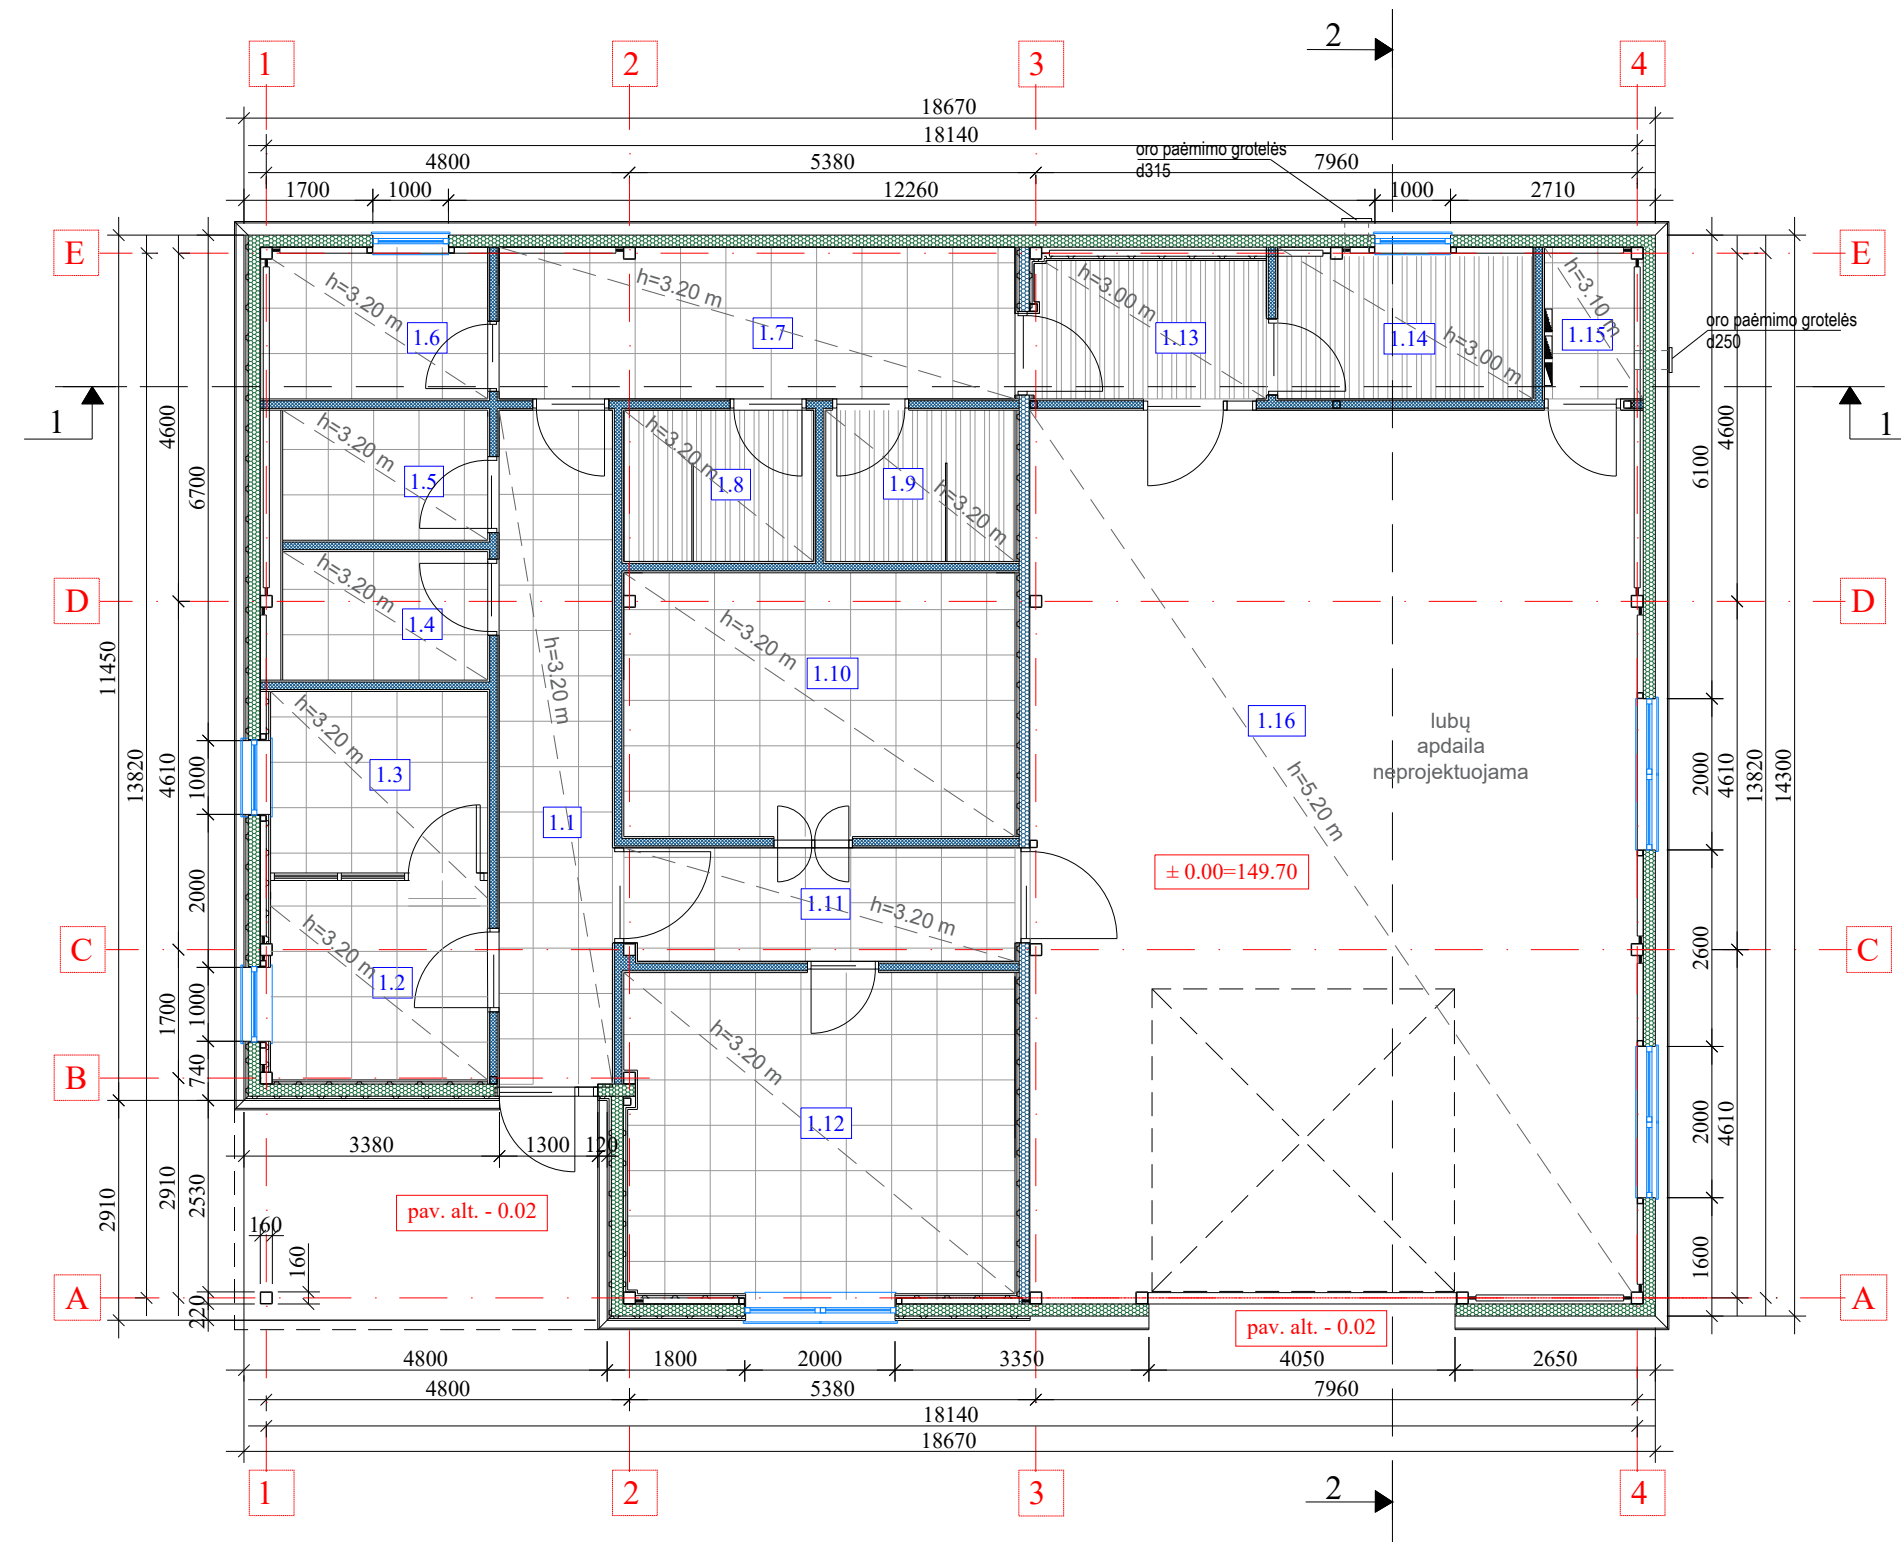 2
1 2 3 4
18670
18140
oro paėmimo grotelės
d315
4800 5380 7960
1700 1000 12260 1000 2710
E E
h=3.20 m
h=3.20 m
h=3.00 m
h=3.00 m
h=3.10 m
1.6 1.7 1.13 1.14 1.15
oro paėmimo grotelės
d250
1 1
4600 6700 6100 4600
h=3.20 m
h=3.20 m
h=3.20 m
1.5 1.8 1.9
h=3.20 m
1.4
D D
h=3.20 m
h=3.20 m
1.10
11450
h=3.20 m
1.3
1.16
lubų
apdaila
neprojektuojama
h=5.20 m
13820 4610 1000 2000 4610 13820 14300
1.1
± 0.00=149.70
2000
1.11
h=3.20 m
C C
h=3.20 m
1.2
1700 1000 2600
h=3.20 m
B
740
1.12
2000 4610
3380 1300 120
2910 2910 2530
pav. alt. - 0.02
160
160
1600
A A
220
pav. alt. - 0.02
4800 1800 2000 3350 4050 2650
4800 5380 7960
18140
18670
1 2 3 4
2